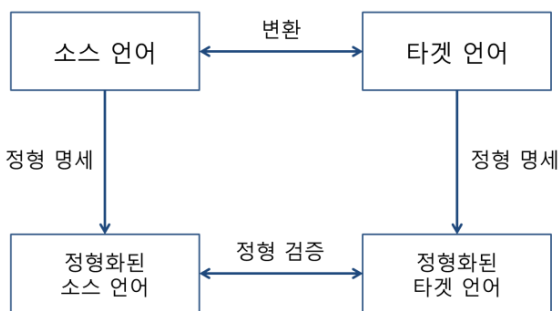 변환
소스 언어
타겟 언어
정형 명세
정형 명세
정형 검증
정형화된
소스 언어
정형화된
타겟 언어